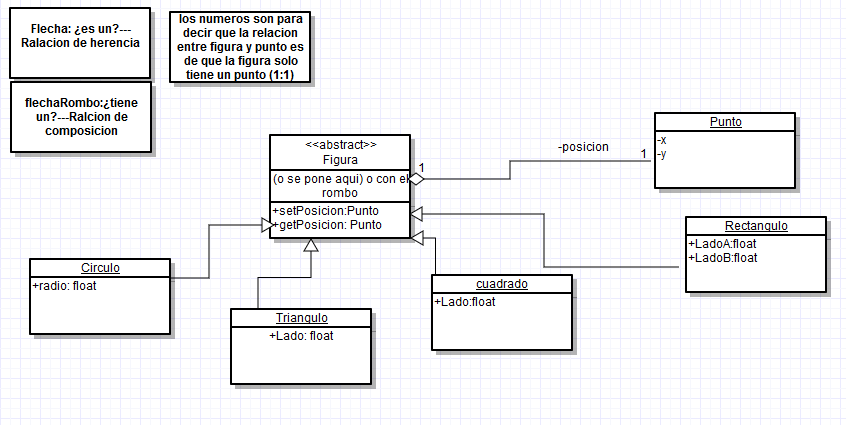 Flecha: ¿es un?---
Ralacion de herencia
los numeros son para
decir que la relacion
entre figura y punto es
de que la figura solo
tiene un punto (1:1)
flechaRombo:¿tiene
un?---Ralcion de
composicion
<<abstract>>
Figura
(o se pone aqui) o con el
rombo
+setPosicion:Punto
+getPosicion: Punto
1
-posicion
1
Punto
-x
-y
Rectangulo
+LadoA:float
+LadoB:float
Circulo
+radio: float
Triangulo
+Lado: float
cuadrado
+Lado:float